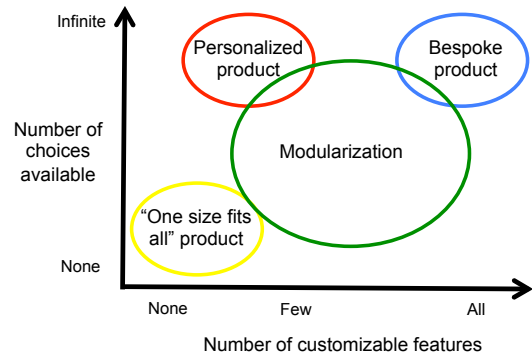 Infinite
Personalized
product
Bespoke
product
Number of
choices
available
Modularization
“One size fits
all” product
None
None
Few
All
Number of customizable features